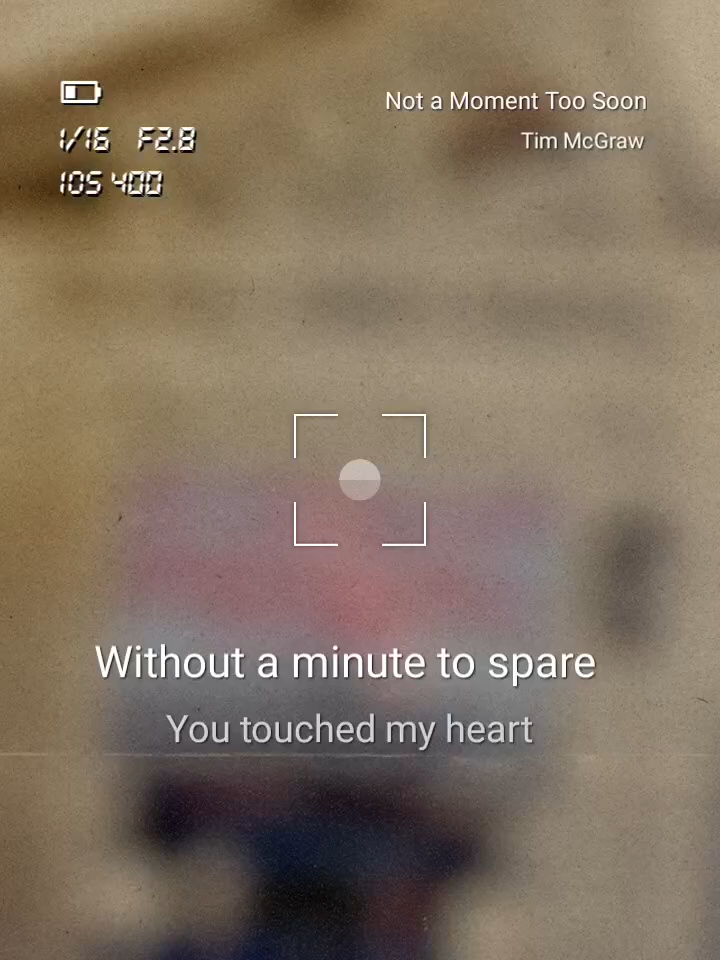 Not a Moment Too Soon
1/16 F2.8
Tim McGraw
IOS 400
Without a minute to spare
You touched my heart